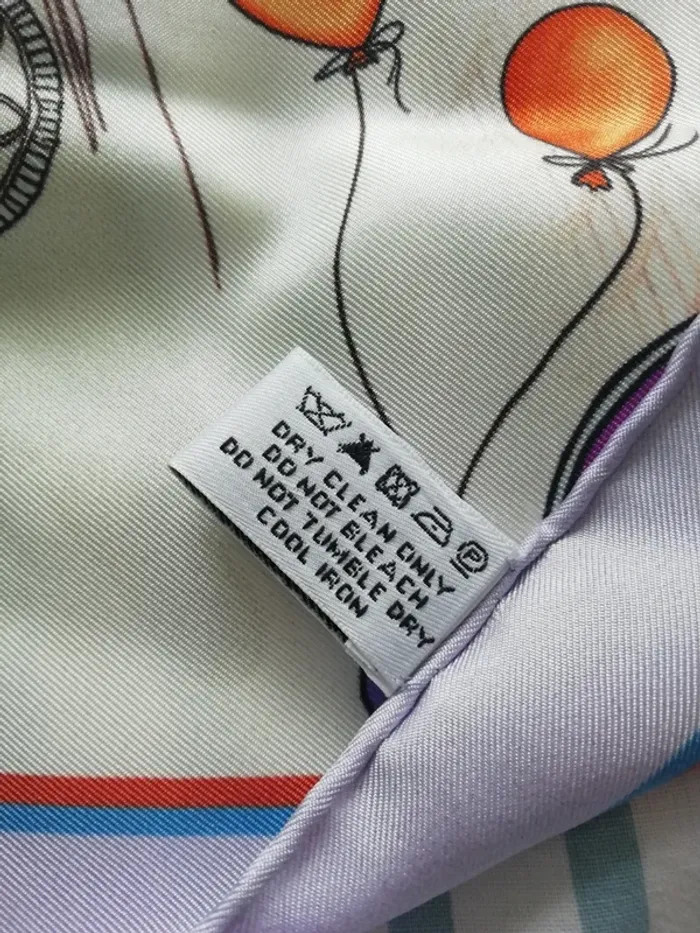 DRY CLEAN ONLY
DO NOT BLEACH
DO NOT TUMBLE DRY
COOL IRON